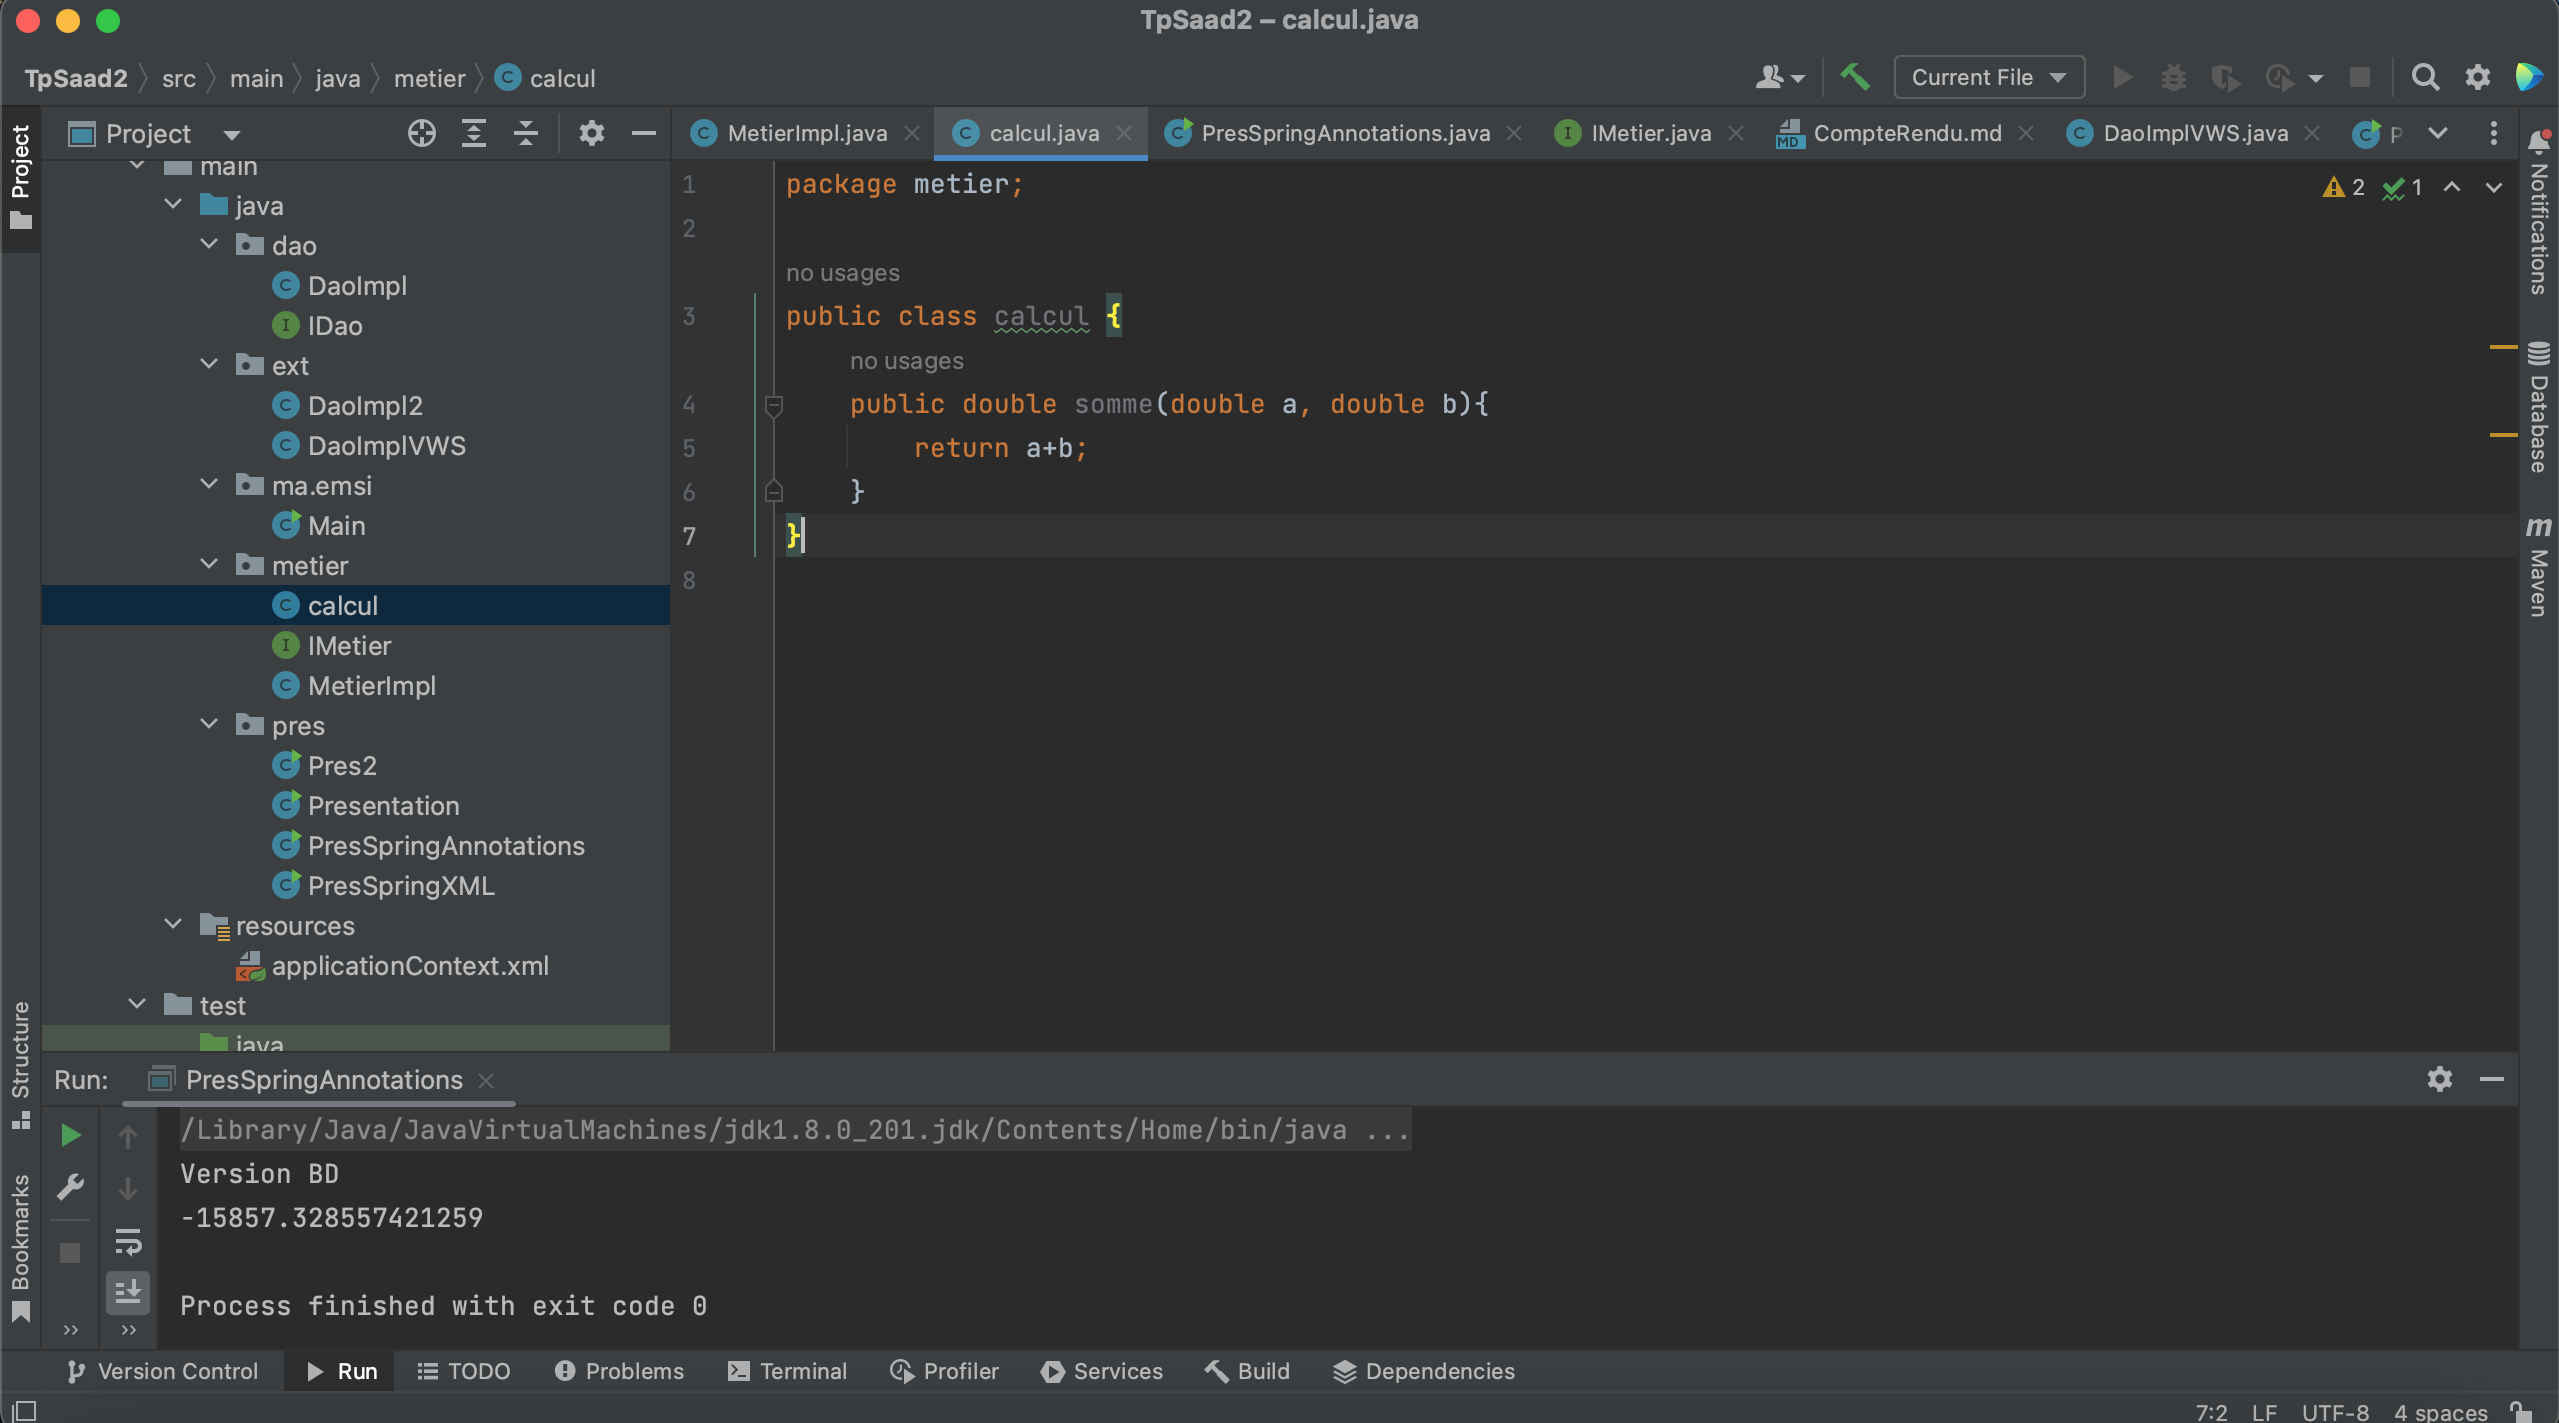 TpSaad2 – calcul.java
TpSaad2 src main java metier calcul
Current File
Project
MetierImpl.java calcul.java PresSpringAnnotations.java IMetier.java CompteRendu.md DaoImplVWS.java P
Project
main
java
dao
DaoImpl
IDao
ext
DaoImpl2
DaoImplVWS
ma.emsi
Main
metier
calcul
IMetier
MetierImpl
pres
Pres2
Presentation
PresSpringAnnotations
PresSpringXML
resources
applicationContext.xml
test
java
1 package metier;
2
no usages
3 public class calcul {
no usages
4 public double somme(double a, double b){
5 return a+b;
6 }
7 }
8
2 1
Notifications
Database
Maven
Structure
Bookmarks
Run: PresSpringAnnotations
/Library/Java/JavaVirtualMachines/jdk1.8.0_201.jdk/Contents/Home/bin/java ...
Version BD
-15857.328557421259
Process finished with exit code 0
Version Control Run TODO Problems Terminal Profiler Services Build Dependencies
7:2 LF UTF-8 4 spaces